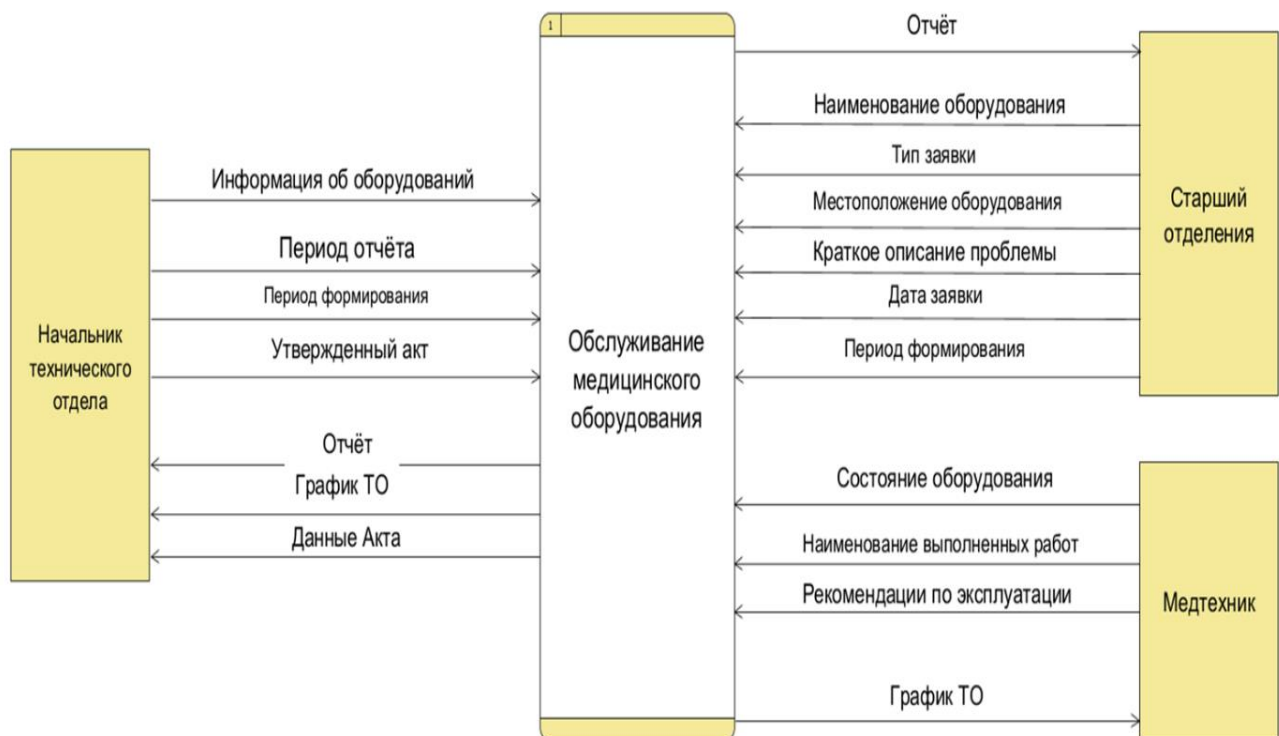 Начальник
технического
отдела
Информация об оборудований
Период отчёта
Период формирования
Утвержденный акт
Отчёт
График ТО
Данные Акта
1
Обслуживание
медицинского
оборудования
Отчёт
Наименование оборудования
Тип заявки
Местоположение оборудования
Краткое описание проблемы
Дата заявки
Период формирования
Старший
отделения
Состояние оборудования
Наименование выполненных работ
Рекомендации по эксплуатации
График ТО
Медтехник